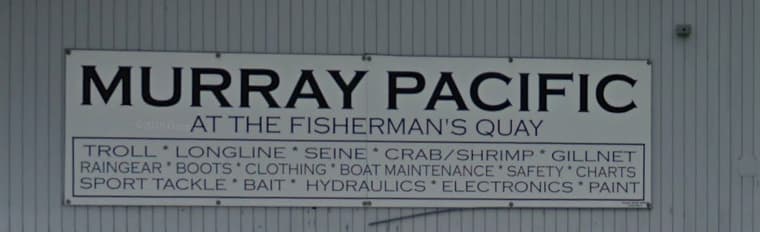 MURRAY PACIFIC
AT THE FISHERMAN'S QUAY
TROLL * LONGLINE * SEINE * CRAB/SHRIMP * GILLNET
RAINGEAR * BOOTS * CLOTHING * BOAT MAINTENANCE * SAFETY * CHARTS
SPORT TACKLE * BAIT * HYDRAULICS * ELECTRONICS * PAINT